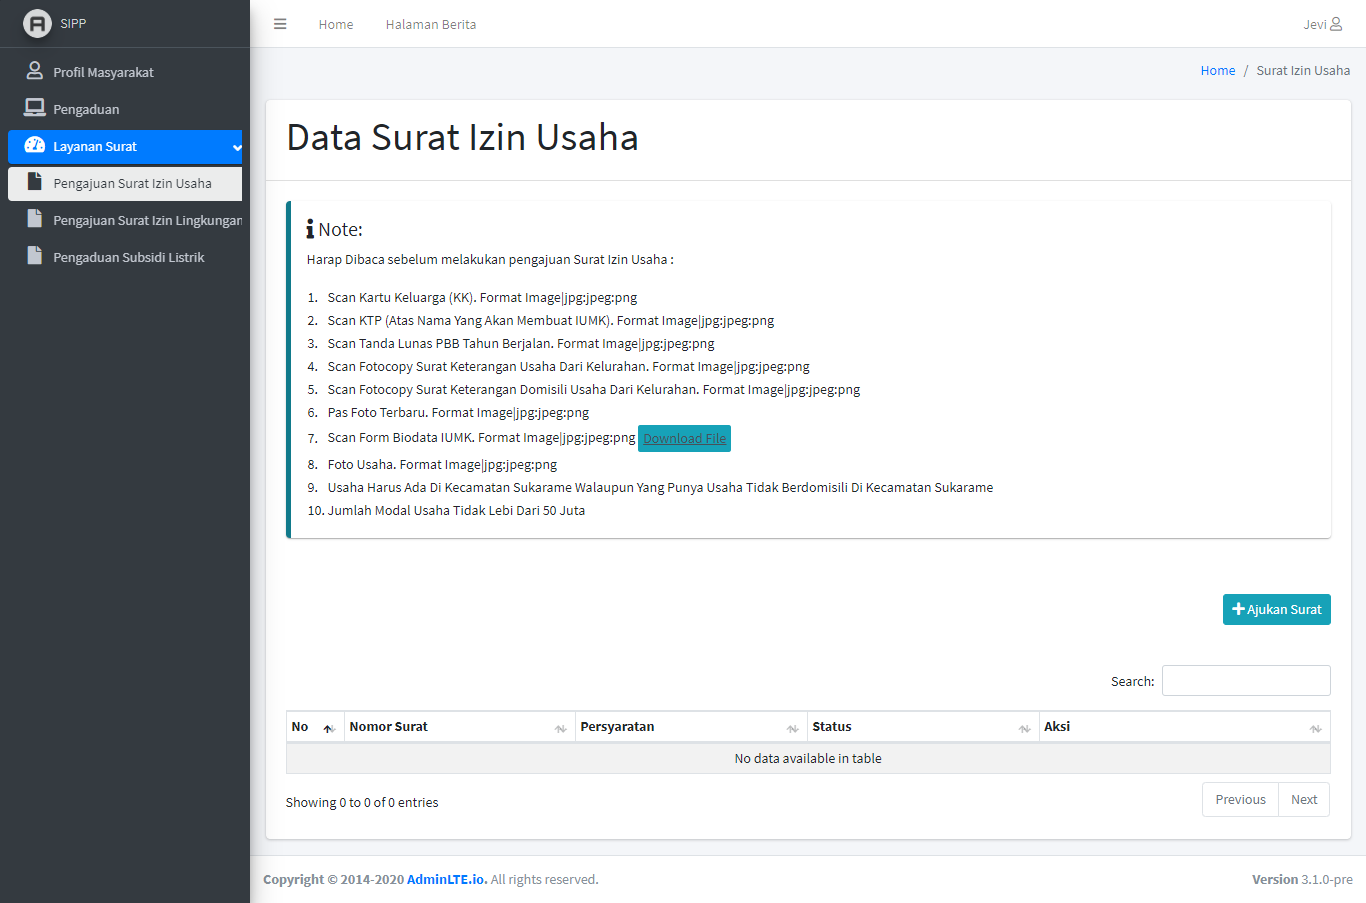 SIPP
Home
Halaman Berita
Jevi
Profil Masyarakat
Pengaduan
Layanan Surat
Pengajuan Surat Izin Usaha
Pengajuan Surat Izin Lingkungan
Pengaduan Subsidi Listrik
Home / Surat Izin Usaha
Data Surat Izin Usaha
Note:
Harap Dibaca sebelum melakukan pengajuan Surat Izin Usaha :
1. Scan Kartu Keluarga (KK). Format Image|jpg:jpeg:png
2. Scan KTP (Atas Nama Yang Akan Membuat IUMK). Format Image|jpg:jpeg:png
3. Scan Tanda Lunas PBB Tahun Berjalan. Format Image|jpg:jpeg:png
4. Scan Fotocopy Surat Keterangan Usaha Dari Kelurahan. Format Image|jpg:jpeg:png
5. Scan Fotocopy Surat Keterangan Domisili Usaha Dari Kelurahan. Format Image|jpg:jpeg:png
6. Pas Foto Terbaru. Format Image|jpg:jpeg:png
7. Scan Form Biodata IUMK. Format Image|jpg:jpeg:png Download File
8. Foto Usaha. Format Image|jpg:jpeg:png
9. Usaha Harus Ada Di Kecamatan Sukarame Walaupun Yang Punya Usaha Tidak Berdomisili Di Kecamatan Sukarame
10. Jumlah Modal Usaha Tidak Lebi Dari 50 Juta
Ajukan Surat
Search:
No Nomor Surat Persyaratan Status Aksi
No data available in table
Showing 0 to 0 of 0 entries
Previous Next
Copyright © 2014-2020 AdminLTE.io. All rights reserved.
Version 3.1.0-pre